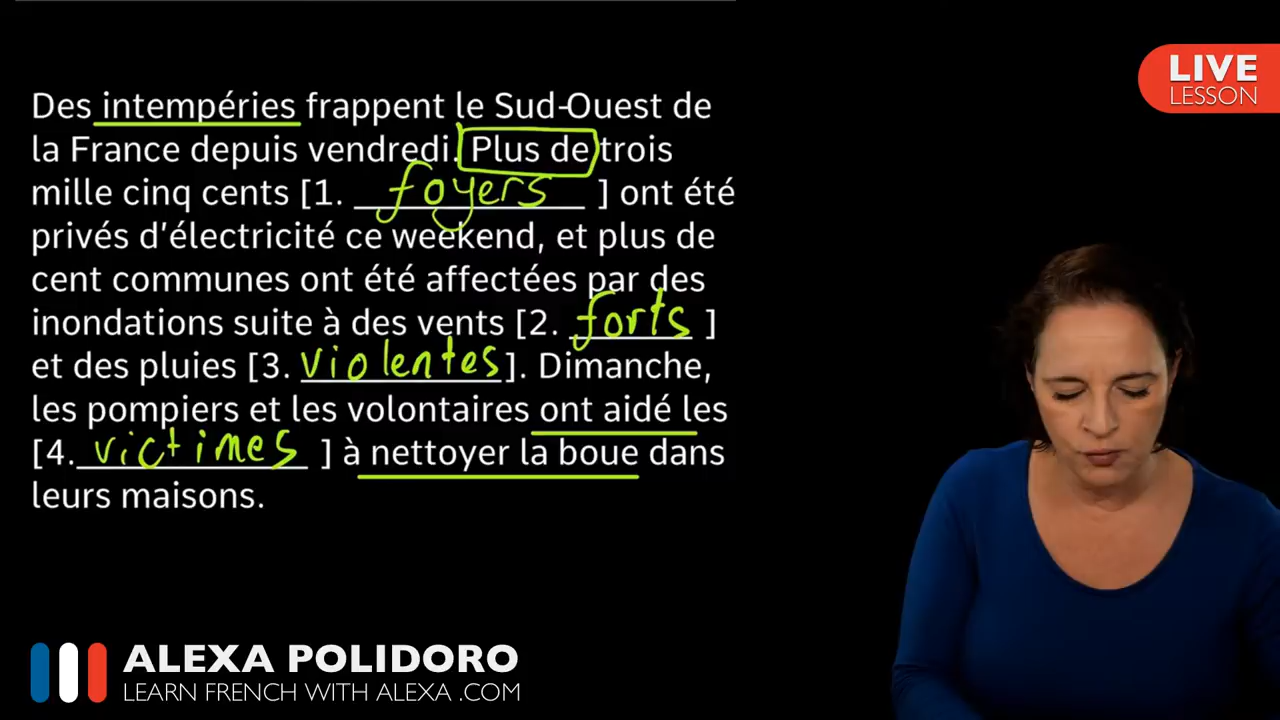 Des intempéries frappent le Sud-Ouest de
la France depuis vendredi. Plus de trois
mille cinq cents [1. foyers ] ont été
privés d'électricité ce weekend, et plus de
cent communes ont été affectées par des
inondations suite à des vents [2. forts ]
et des pluies [3. violentes]. Dimanche,
les pompiers et les volontaires ont aidé les
[4. victimes ] à nettoyer la boue dans
leurs maisons.
LIVE
LESSON
ALEXA POLIDORO
LEARN FRENCH WITH ALEXA .COM